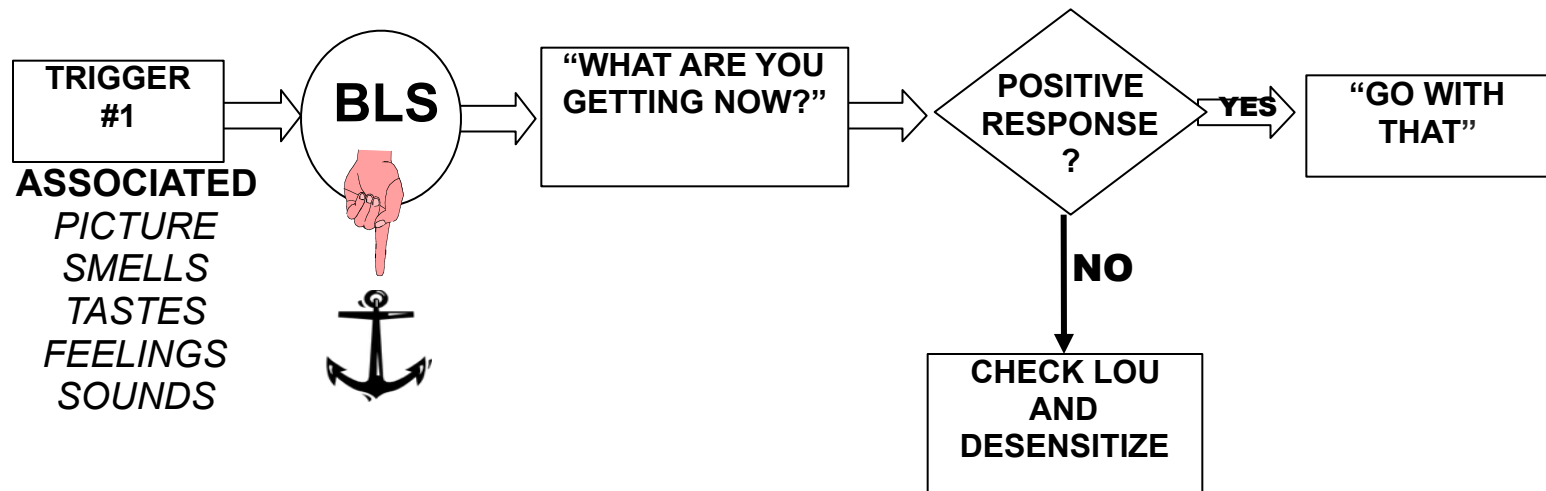 TRIGGER
#1
ASSOCIATED
PICTURE
SMELLS
TASTES
FEELINGS
SOUNDS
BLS
“WHAT ARE YOU
GETTING NOW?”
POSITIVE
RESPONSE
?
YES
“GO WITH
THAT”
NO
CHECK LOU
AND
DESENSITIZE